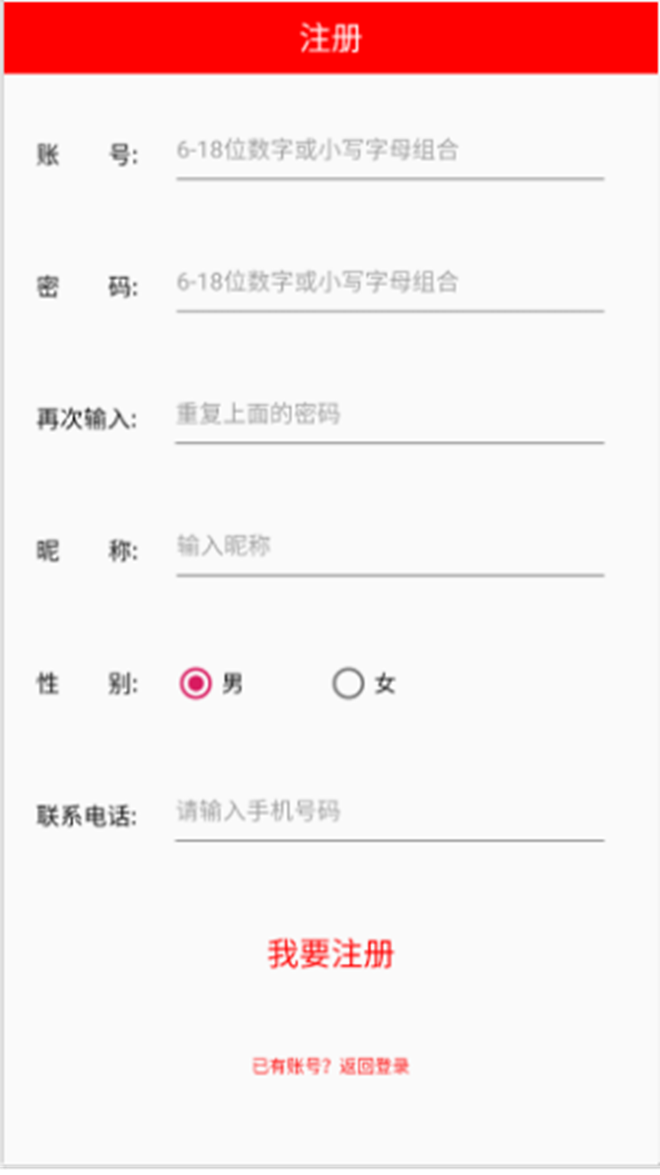 注册
账 号: 6-18位数字或小写字母组合
密 码: 6-18位数字或小写字母组合
再次输入: 重复上面的密码
昵 称: 输入昵称
性 别: 男 女
联系电话: 请输入手机号码
我要注册
已有账号？返回登录